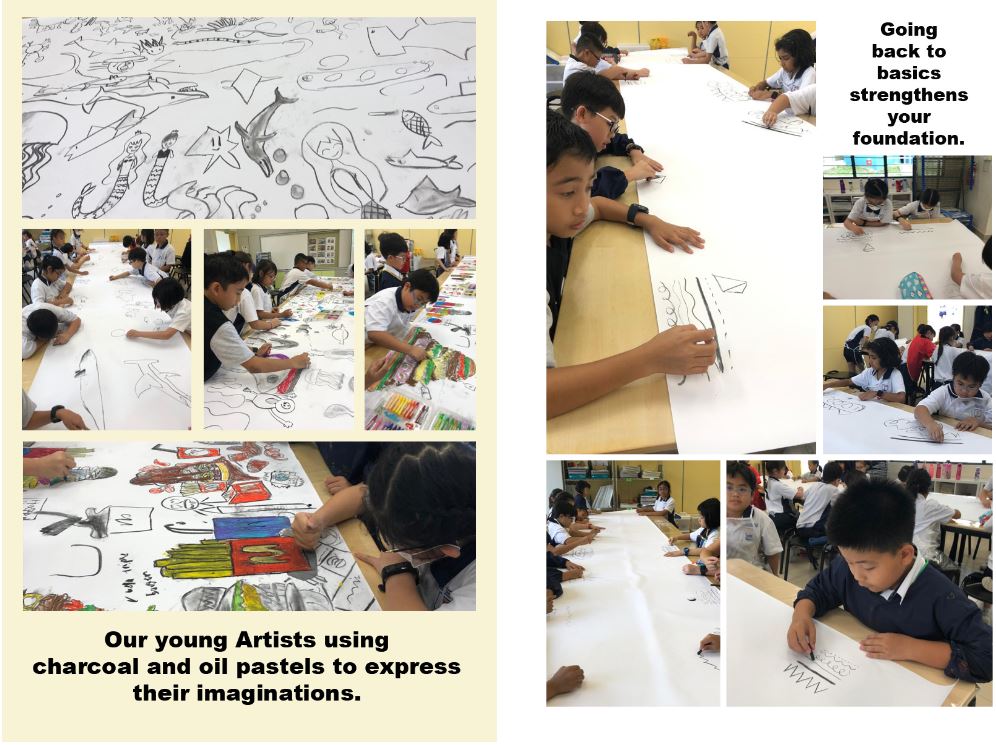 Going
back to
basics
strengthens
your
foundation.
Our young Artists using
charcoal and oil pastels to express
their imaginations.